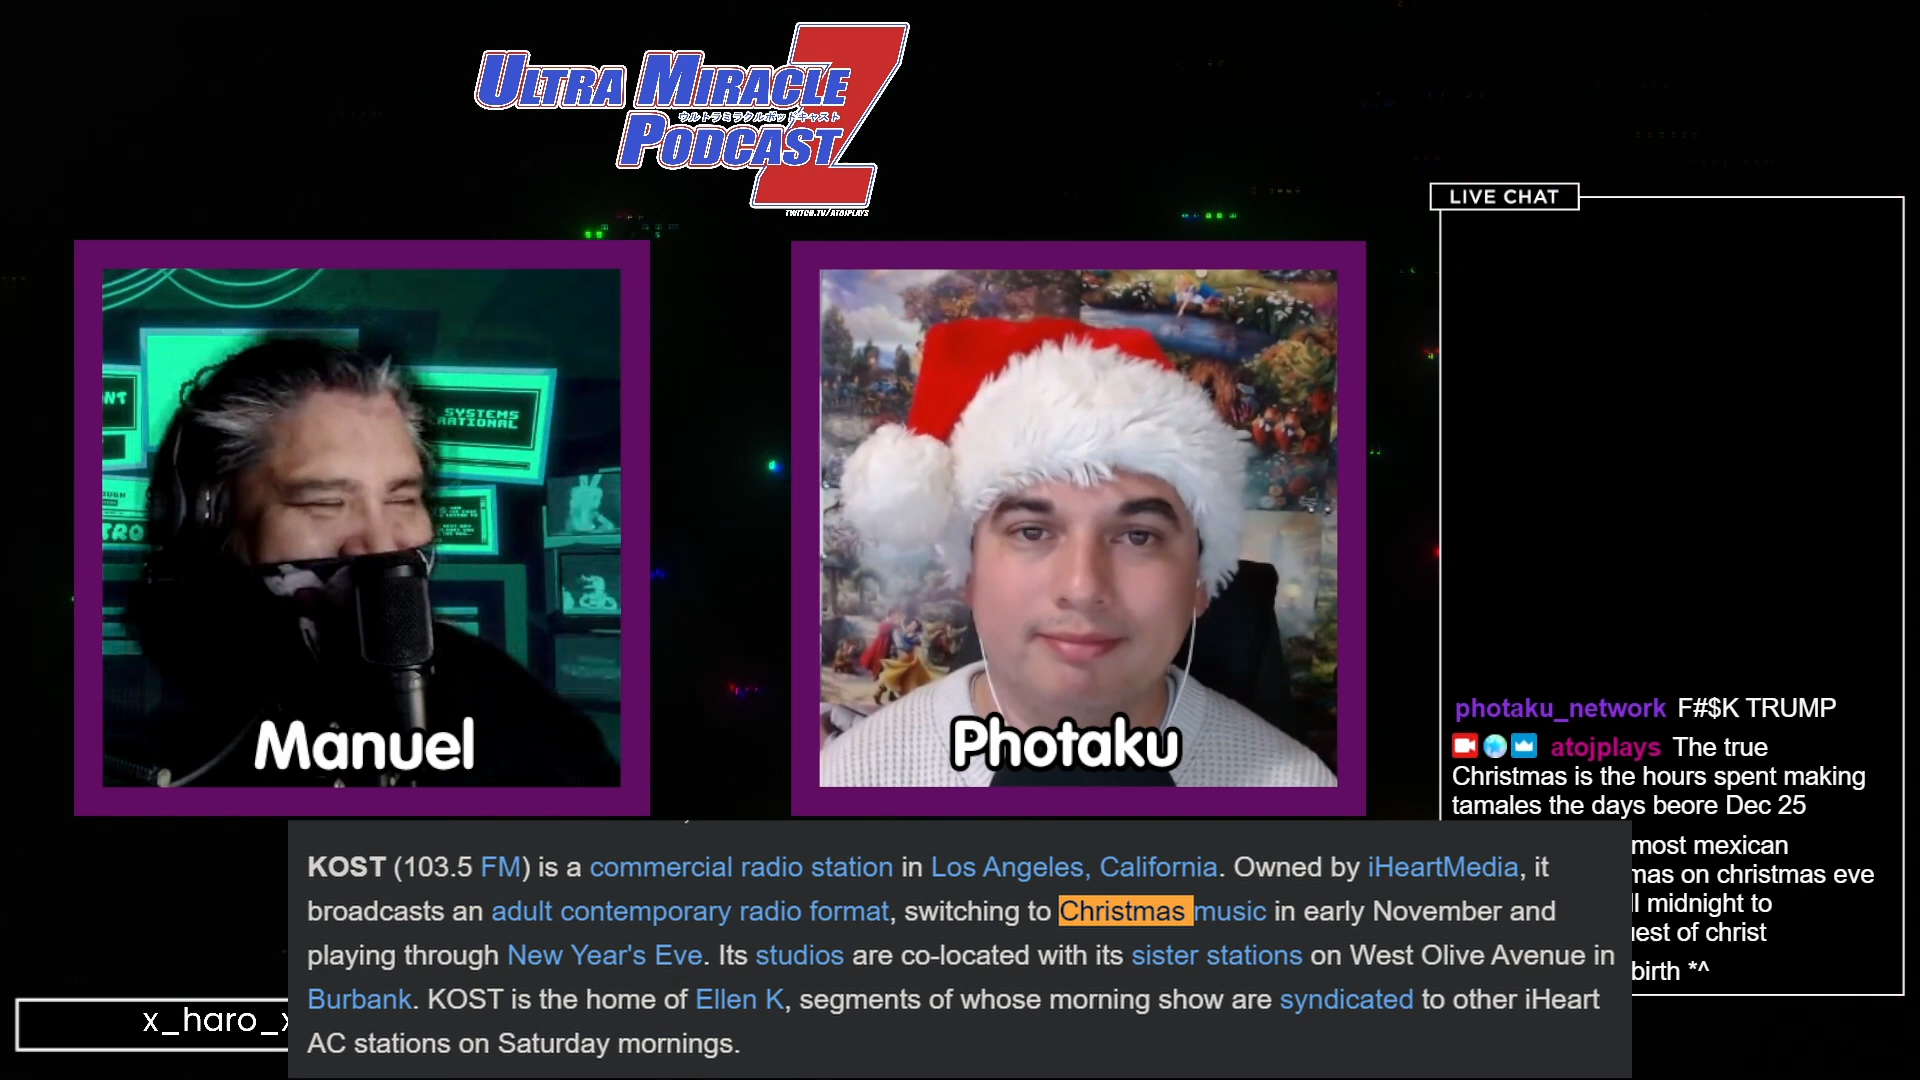 ULTRA MIRACLE
ウルトラミラクルポッドキャスト
PODCAST Z
TWITCH.TV/ATOJPLAYS
LIVE CHAT
SYSTEMS
Manuel
Photaku
photaku_network F#$K TRUMP
atojplays The true
Christmas is the hours spent making
tamales the days beore Dec 25
most mexican
mas on christmas eve
midnight to
uest of christ
birth *^
KOST (103.5 FM) is a commercial radio station in Los Angeles, California. Owned by iHeartMedia, it
broadcasts an adult contemporary radio format, switching to Christmas music in early November and
playing through New Year's Eve. Its studios are co-located with its sister stations on West Olive Avenue in
Burbank. KOST is the home of Ellen K, segments of whose morning show are syndicated to other iHeart
AC stations on Saturday mornings.
x_haro_x